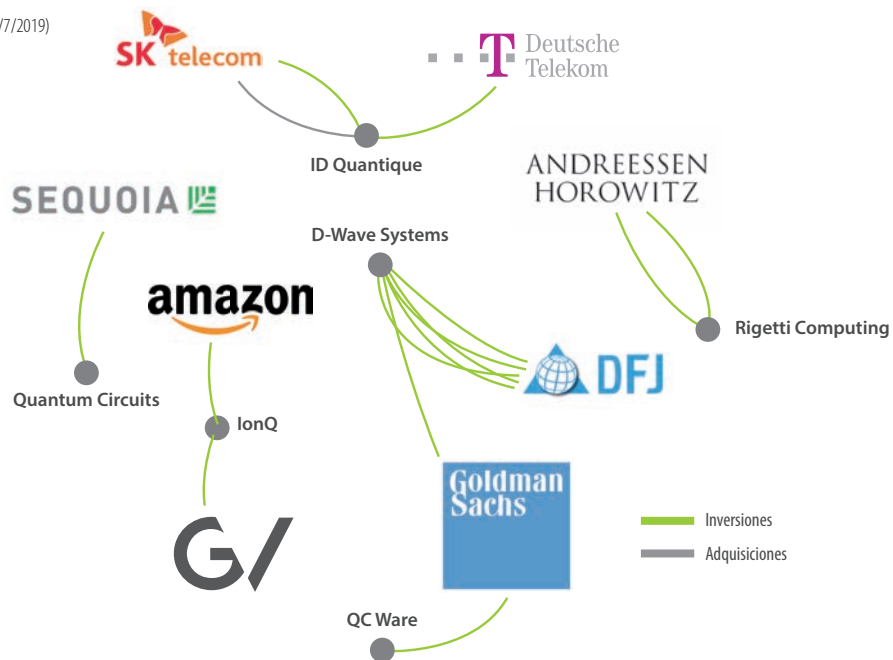 /7/2019)
SK telecom
T Deutsche
Telekom
ID Quantique
ANDREESSEN
HOROWITZ
SEQUOIA
D-Wave Systems
amazon
Rigetti Computing
DFJ
Quantum Circuits
IonQ
Goldman
Sachs
GV
Inversiones
Adquisiciones
QC Ware